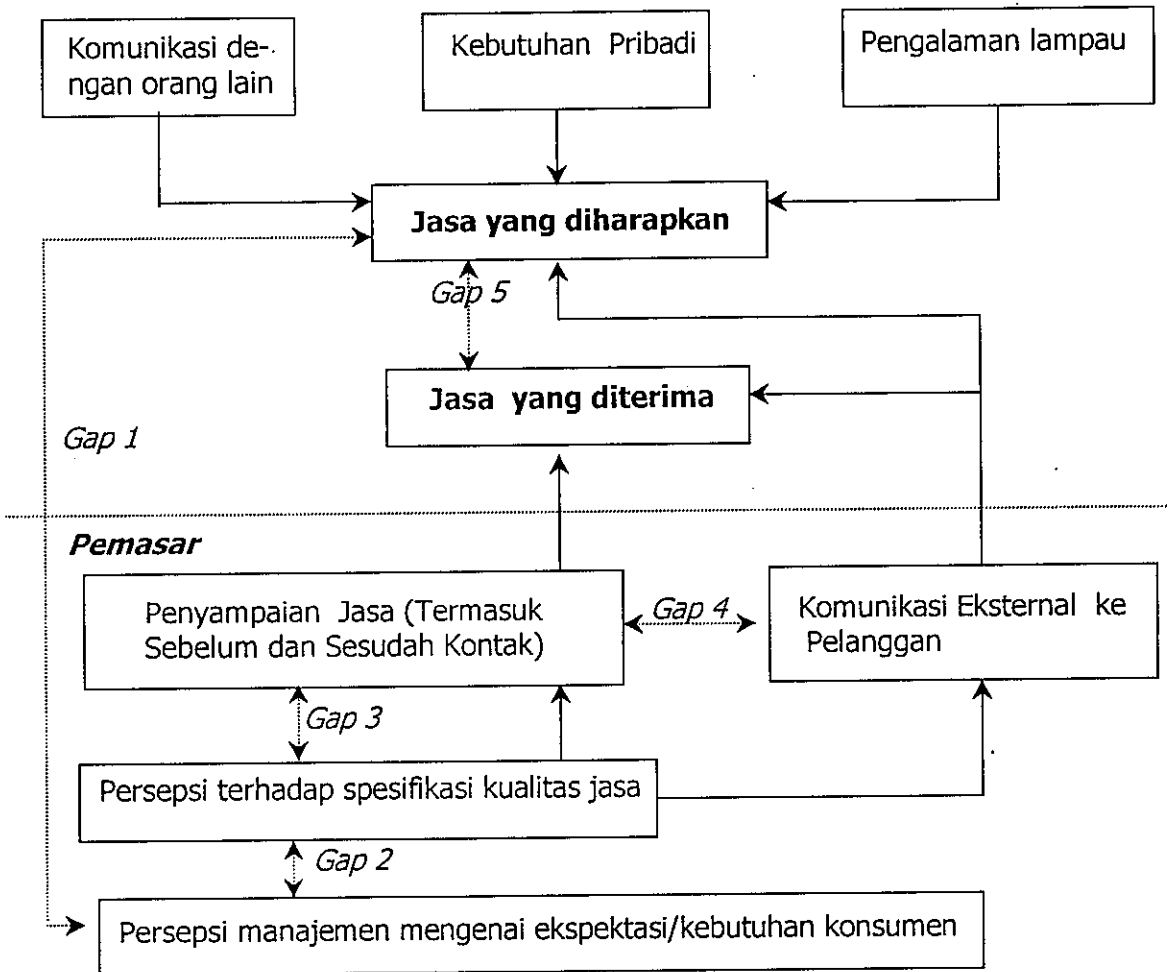 Komunikasi de-
ngan orang lain
Kebutuhan Pribadi
Pengalaman lampau
Jasa yang diharapkan
Gap 5
Jasa yang diterima
Gap 1
Pemasar
Penyampaian Jasa (Termasuk
Sebelum dan Sesudah Kontak)
Gap 4
Komunikasi Eksternal ke
Pelanggan
Gap 3
Persepsi terhadap spesifikasi kualitas jasa
Gap 2
Persepsi manajemen mengenai ekspektasi/kebutuhan konsumen